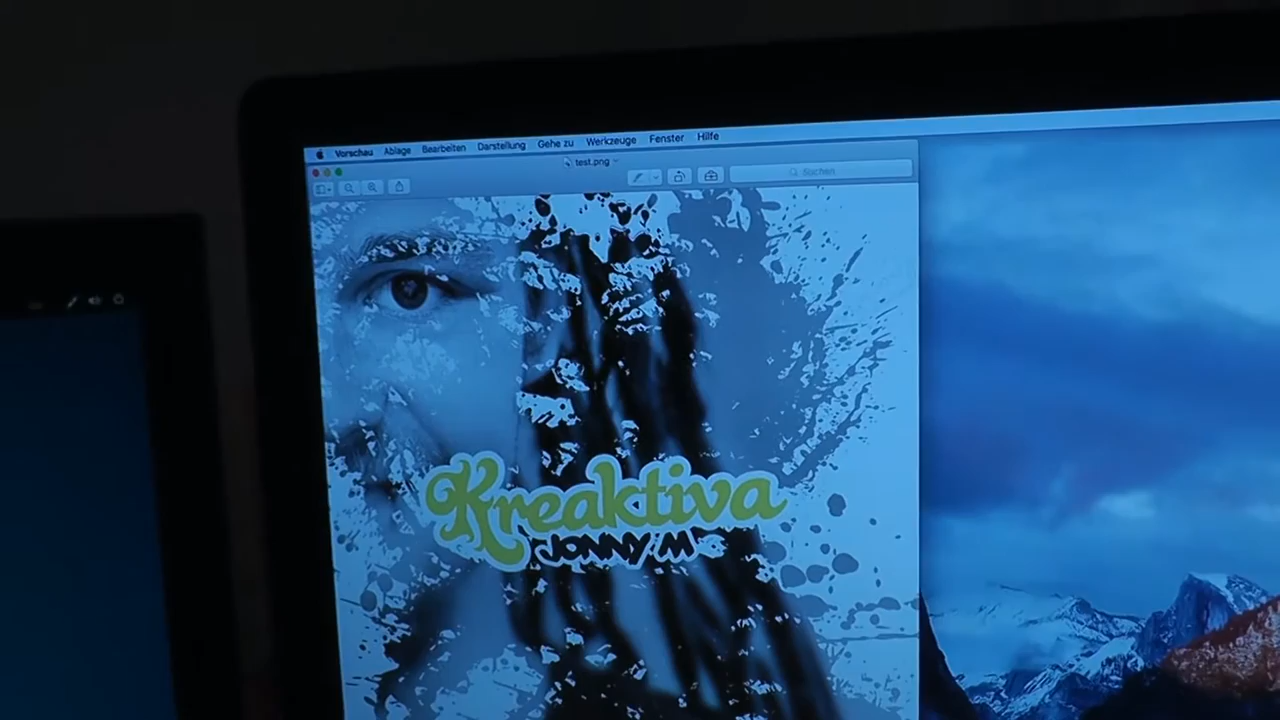 Vorschau Ablage Bearbeiten Darstellung Gehe zu Werkzeuge Fenster Hilfe
test.png
Suchen
Kreaktiva
JONNY M